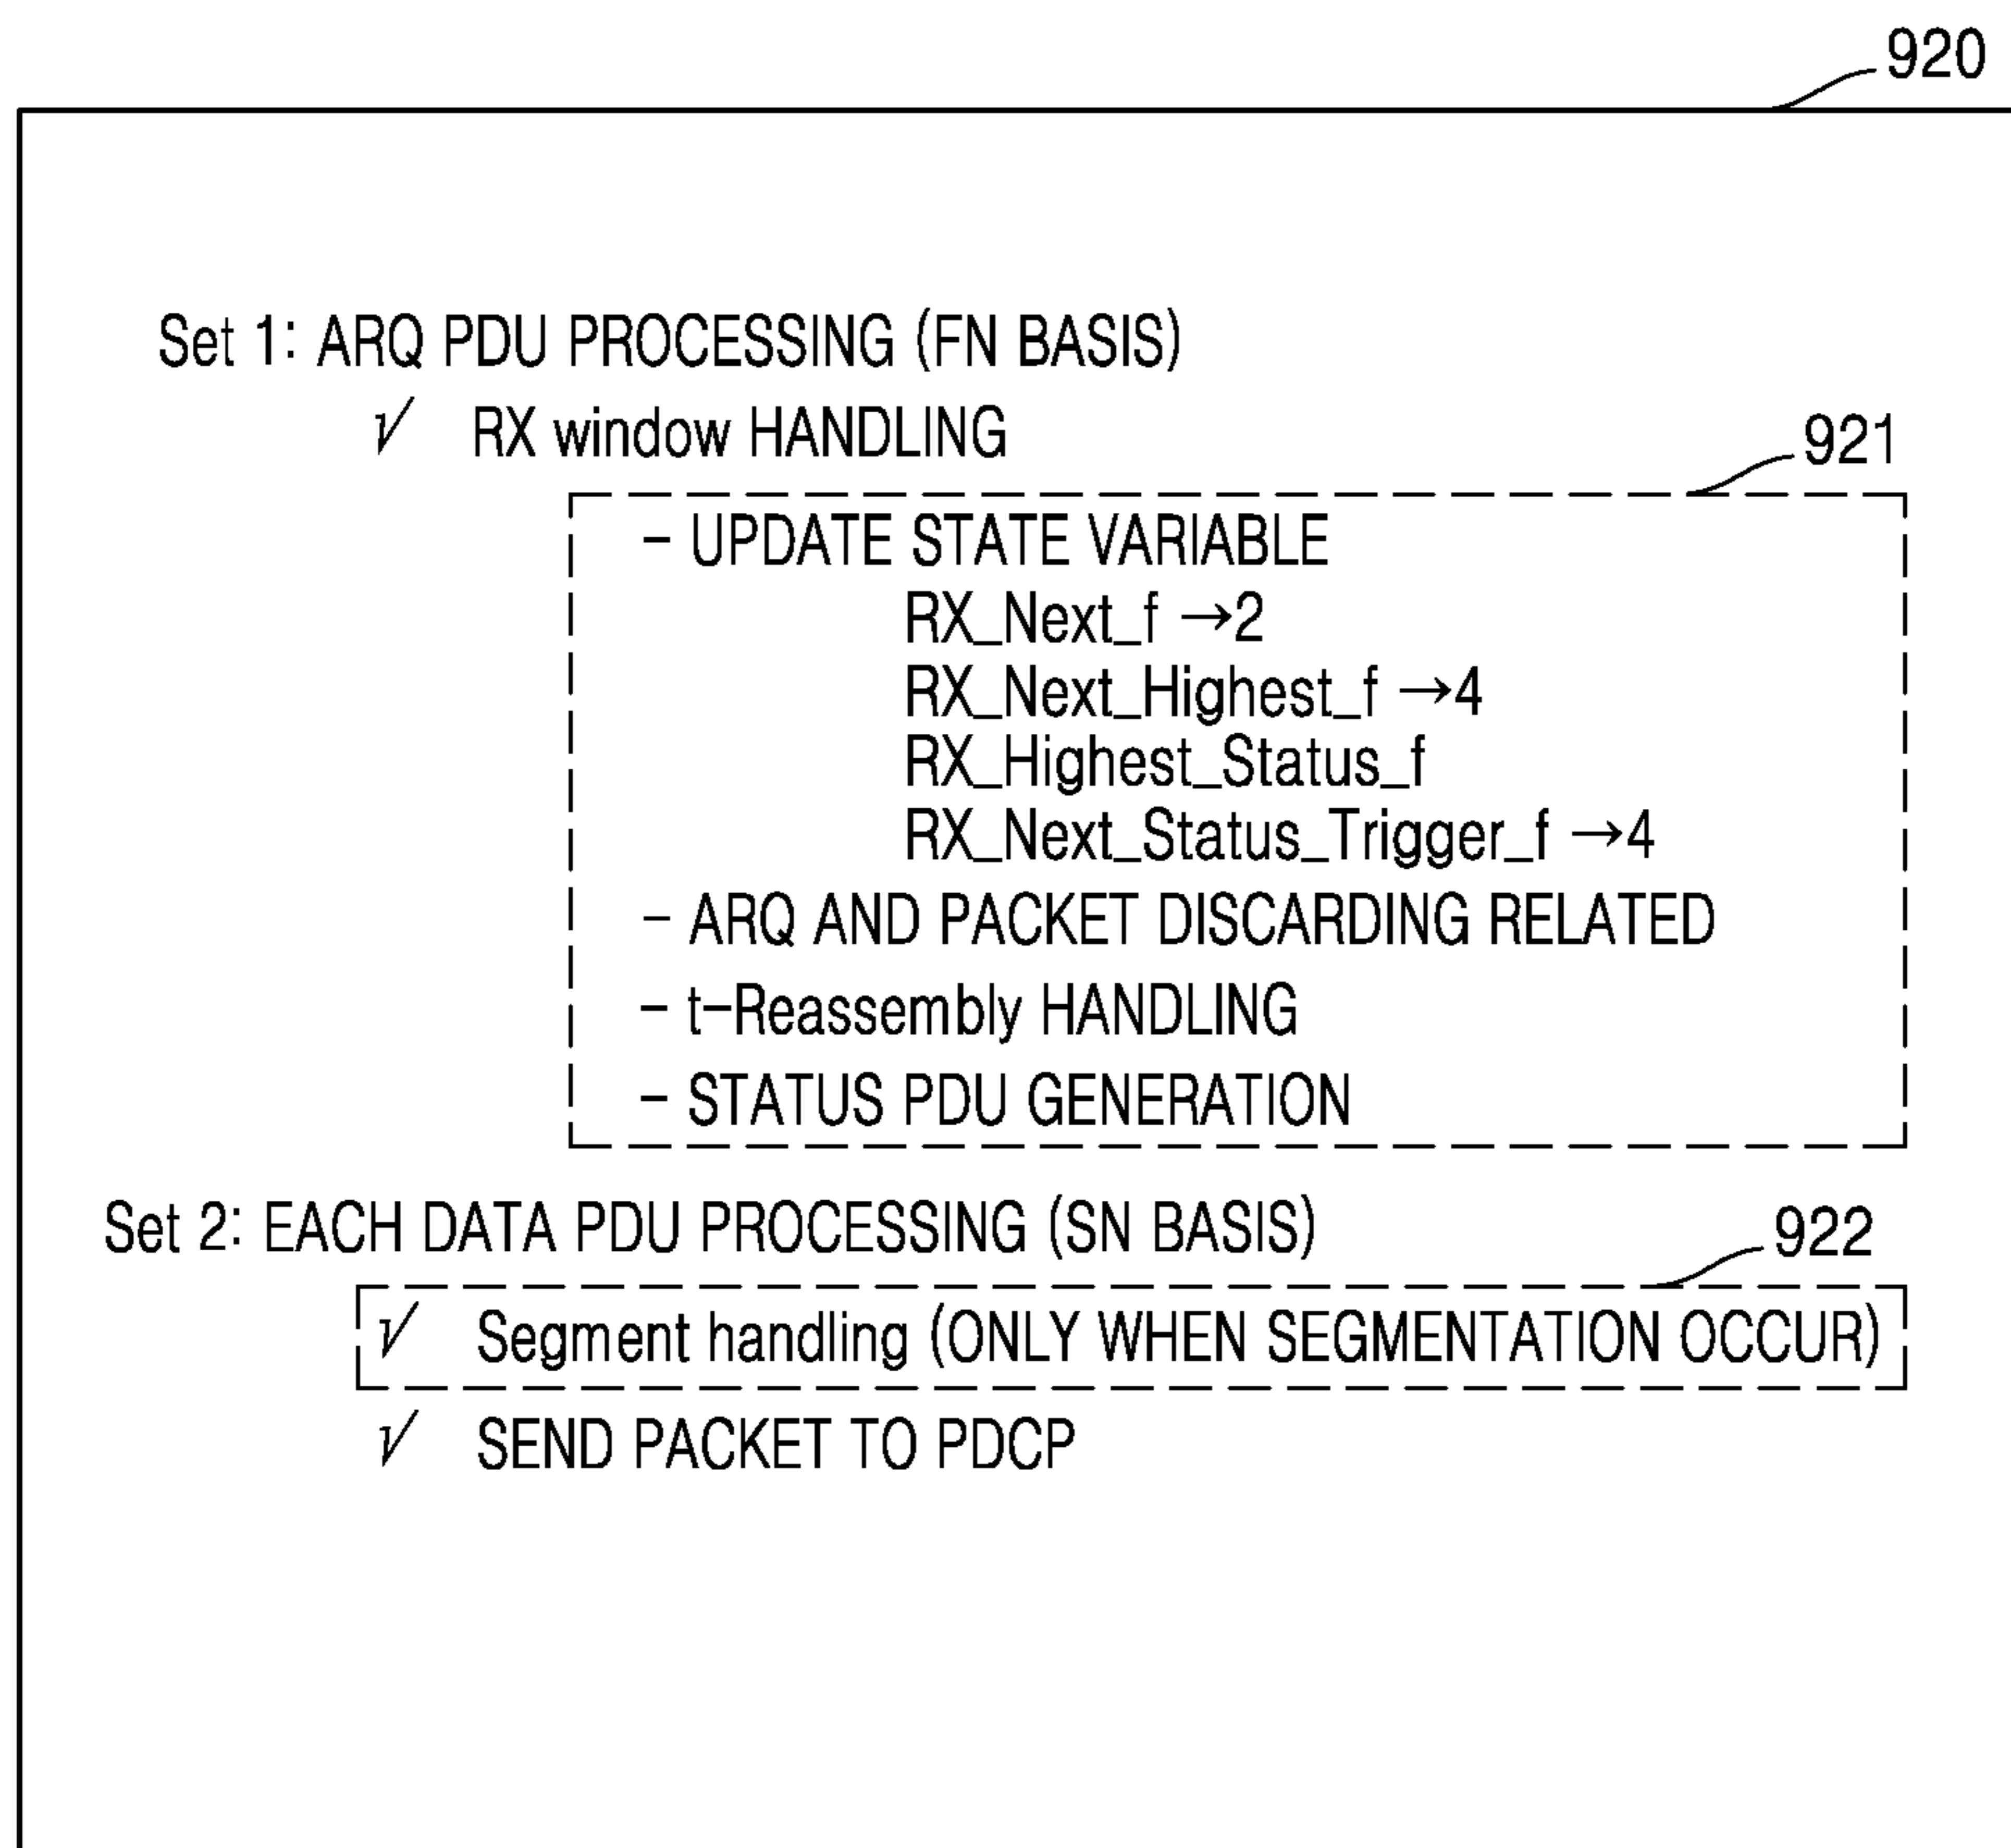 920
Set 1: ARQ PDU PROCESSING (FN BASIS)
√ RX window HANDLING
921
- UPDATE STATE VARIABLE
RX_Next_f →2
RX_Next_Highest_f →4
RX_Highest_Status_f
RX_Next_Status_Trigger_f →4
- ARQ AND PACKET DISCARDING RELATED
- t-Reassembly HANDLING
- STATUS PDU GENERATION
Set 2: EACH DATA PDU PROCESSING (SN BASIS)
922
√ Segment handling (ONLY WHEN SEGMENTATION OCCUR)
√ SEND PACKET TO PDCP